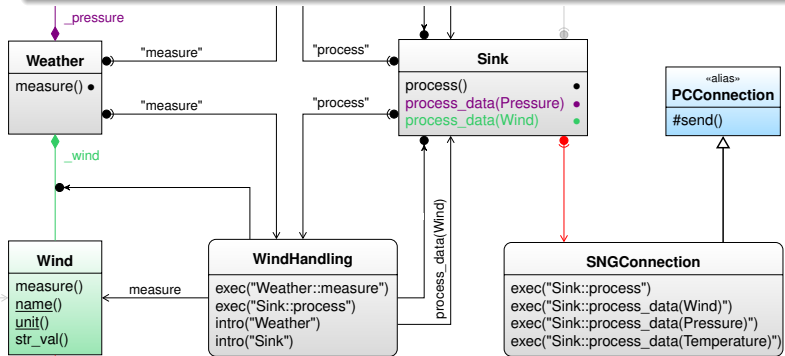 _pressure
Weather
measure()
"measure"
"measure"
"process"
"process"
Sink
process()
process_data(Pressure)
process_data(Wind)
«alias»
PCConnection
#send()
_wind
Wind
measure()
name()
unit()
str_val()
measure
WindHandling
exec("Weather::measure")
exec("Sink::process")
intro("Weather")
intro("Sink")
process_data(Wind)
SNGConnection
exec("Sink::process")
exec("Sink::process_data(Wind)")
exec("Sink::process_data(Pressure)")
exec("Sink::process_data(Temperature)")